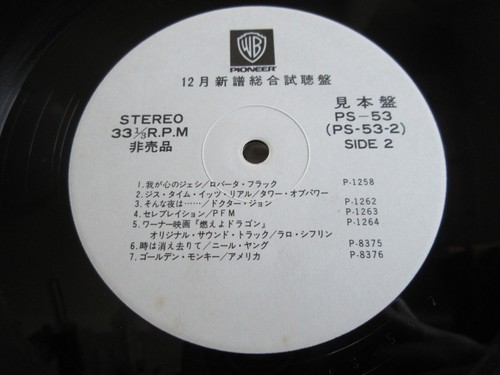 WB
PIONEER
12月新譜総合試聴盤
STEREO
33 1/3 R.P.M
非売品
見本盤
PS-53
(PS-53-2)
SIDE 2
1. 我が心のジェシ/ロバータ・フラック P-1258
2. ジス・タイム・イッツ・リアル/タワー・オブパワー
3. そんな夜は……/ドクター・ジョン P-1262
4. セレブレイション/PFM P-1263
5. ワーナー映画『燃えよドラゴン』 P-1264
オリジナル・サウンド・トラック/ラロ・シフリン
6. 時は消え去りて/ニール・ヤング P-8375
7. ゴールデン・モンキー/アメリカ P-8376